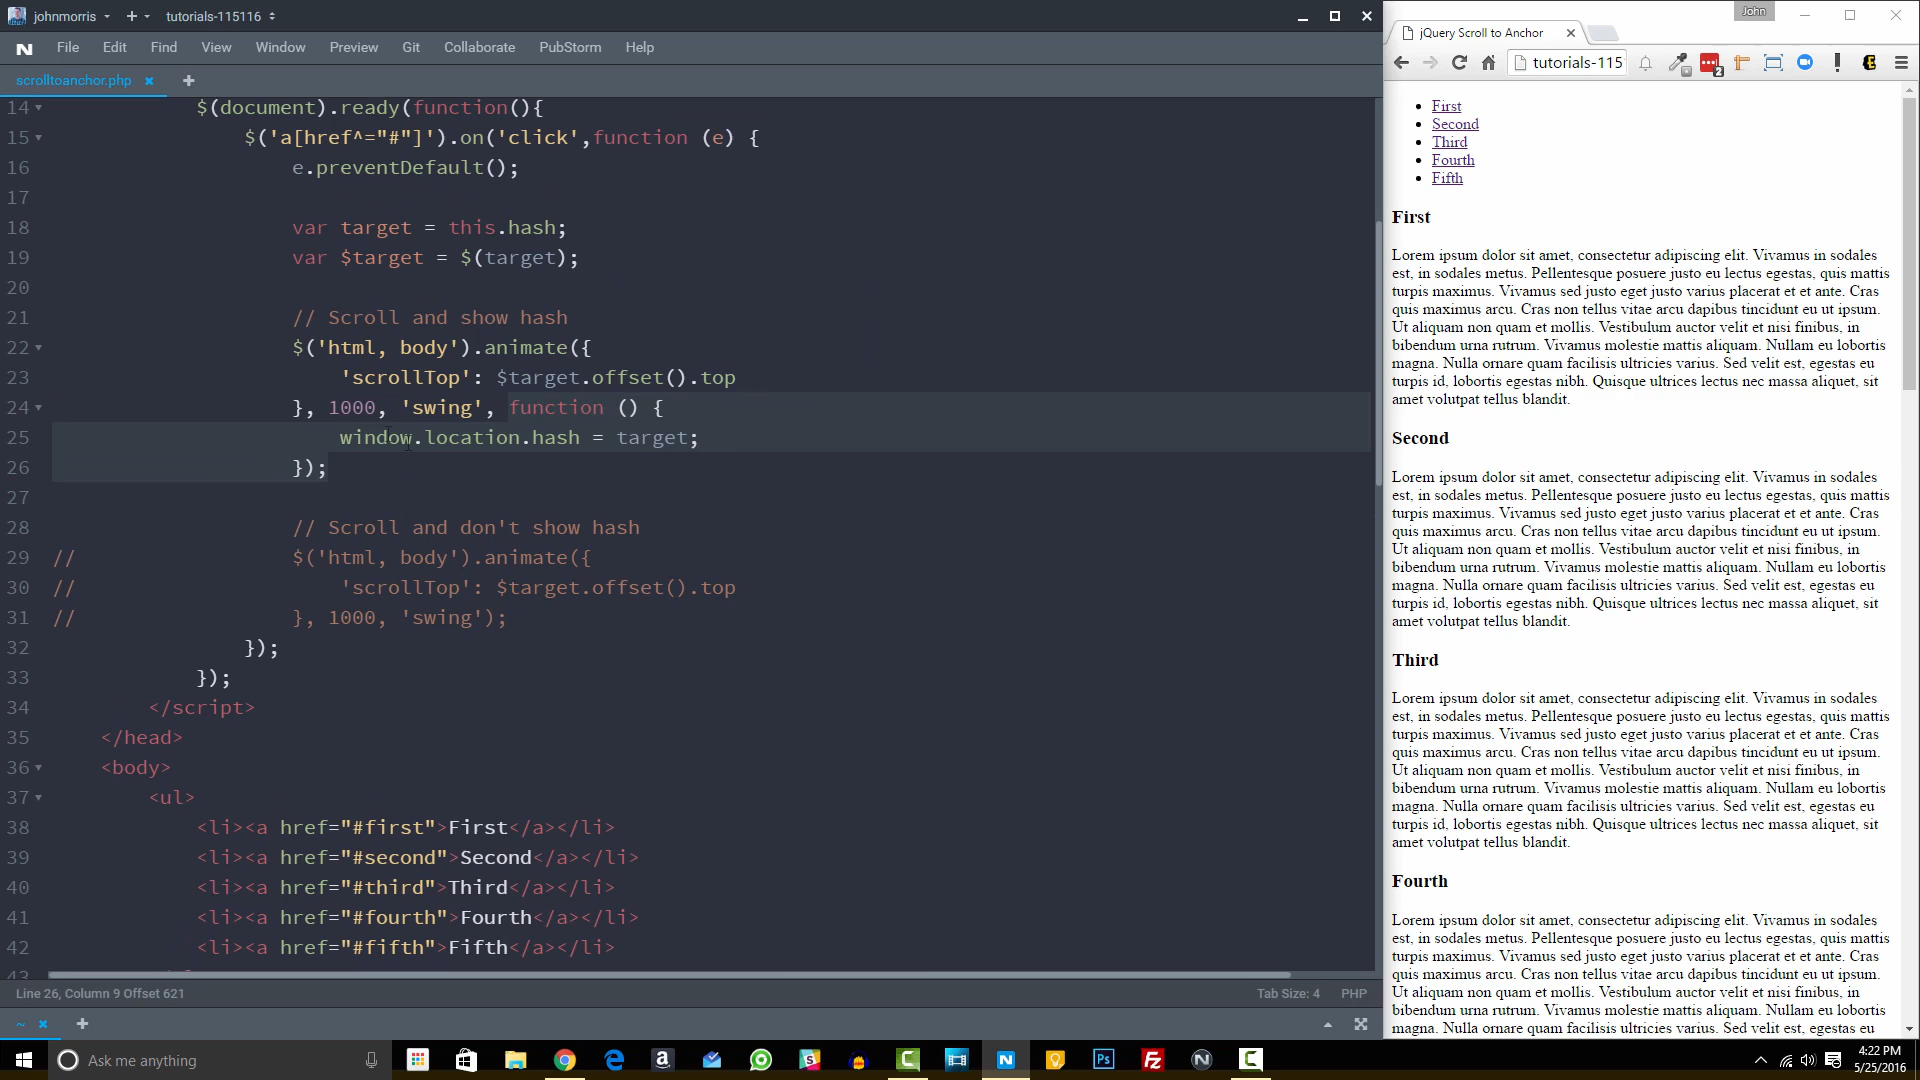 johnmorris
tutorials-115116
File Edit Find View Window Preview Git Collaborate PubStorm Help
scrolltoanchor.php
14 $(document).ready(function(){
15 $('a[href^="#"]').on('click',function (e) {
16 e.preventDefault();
17
18 var target = this.hash;
19 var $target = $(target);
20
21 // Scroll and show hash
22 $('html, body').animate({
23 'scrollTop': $target.offset().top
24 }, 1000, 'swing', function () {
25 window.location.hash = target;
26 });
27
28 // Scroll and don't show hash
29 // $('html, body').animate({
30 // 'scrollTop': $target.offset().top
31 // }, 1000, 'swing');
32 });
33 });
34 </script>
35 </head>
36 <body>
37 <ul>
38 <li><a href="#first">First</a></li>
39 <li><a href="#second">Second</a></li>
40 <li><a href="#third">Third</a></li>
41 <li><a href="#fourth">Fourth</a></li>
42 <li><a href="#fifth">Fifth</a></li>
43
Line 26, Column 9 Offset 621
Tab Size: 4 PHP
~
John
jQuery Scroll to Anchor
tutorials-115
2
First
Second
Third
Fourth
Fifth
First
Lorem ipsum dolor sit amet, consectetur adipiscing elit. Vivamus in sodales
est, in sodales metus. Pellentesque posuere justo eu lectus egestas, quis mattis
turpis maximus. Vivamus sed justo eget justo varius placerat et et ante. Cras
quis maximus arcu. Cras non tellus vitae arcu dapibus tincidunt eu ut ipsum.
Ut aliquam non quam et mollis. Vestibulum auctor velit et nisi finibus, in
bibendum urna rutrum. Vivamus molestie mattis aliquam. Nullam eu lobortis
magna. Nulla ornare quam facilisis ultricies varius. Sed velit est, egestas eu
turpis id, lobortis egestas nibh. Quisque ultrices lectus nec massa aliquet, sit
amet volutpat tellus blandit.
Second
Lorem ipsum dolor sit amet, consectetur adipiscing elit. Vivamus in sodales
est, in sodales metus. Pellentesque posuere justo eu lectus egestas, quis mattis
turpis maximus. Vivamus sed justo eget justo varius placerat et et ante. Cras
quis maximus arcu. Cras non tellus vitae arcu dapibus tincidunt eu ut ipsum.
Ut aliquam non quam et mollis. Vestibulum auctor velit et nisi finibus, in
bibendum urna rutrum. Vivamus molestie mattis aliquam. Nullam eu lobortis
magna. Nulla ornare quam facilisis ultricies varius. Sed velit est, egestas eu
turpis id, lobortis egestas nibh. Quisque ultrices lectus nec massa aliquet, sit
amet volutpat tellus blandit.
Third
Lorem ipsum dolor sit amet, consectetur adipiscing elit. Vivamus in sodales
est, in sodales metus. Pellentesque posuere justo eu lectus egestas, quis mattis
turpis maximus. Vivamus sed justo eget justo varius placerat et et ante. Cras
quis maximus arcu. Cras non tellus vitae arcu dapibus tincidunt eu ut ipsum.
Ut aliquam non quam et mollis. Vestibulum auctor velit et nisi finibus, in
bibendum urna rutrum. Vivamus molestie mattis aliquam. Nullam eu lobortis
magna. Nulla ornare quam facilisis ultricies varius. Sed velit est, egestas eu
turpis id, lobortis egestas nibh. Quisque ultrices lectus nec massa aliquet, sit
amet volutpat tellus blandit.
Fourth
Lorem ipsum dolor sit amet, consectetur adipiscing elit. Vivamus in sodales
est, in sodales metus. Pellentesque posuere justo eu lectus egestas, quis mattis
turpis maximus. Vivamus sed justo eget justo varius placerat et et ante. Cras
quis maximus arcu. Cras non tellus vitae arcu dapibus tincidunt eu ut ipsum.
Ut aliquam non quam et mollis. Vestibulum auctor velit et nisi finibus, in
bibendum urna rutrum. Vivamus molestie mattis aliquam. Nullam eu lobortis
magna. Nulla ornare quam facilisis ultricies varius. Sed velit est, egestas eu
Ask me anything
4:22 PM
5/25/2016